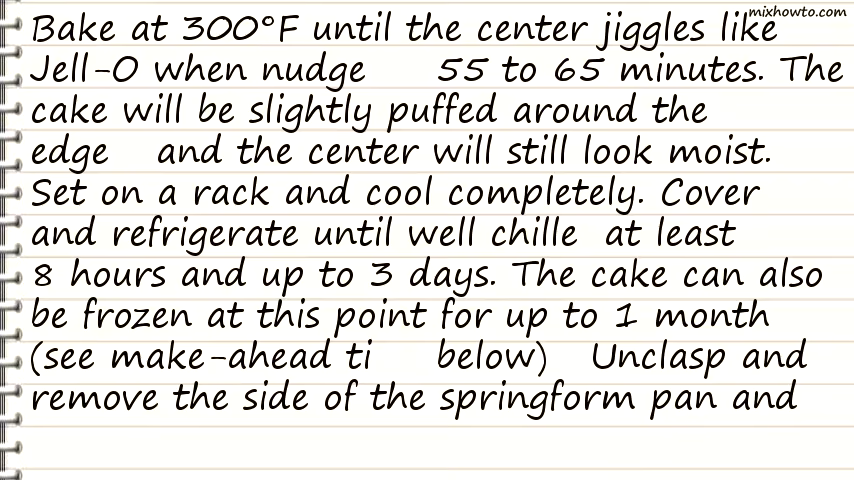 mixhowto.com
Bake at 300°F until the center jiggles like
Jell-O when nudge 55 to 65 minutes. The
cake will be slightly puffed around the
edge and the center will still look moist.
Set on a rack and cool completely. Cover
and refrigerate until well chille at least
8 hours and up to 3 days. The cake can also
be frozen at this point for up to 1 month
(see make-ahead ti below) Unclasp and
remove the side of the springform pan and